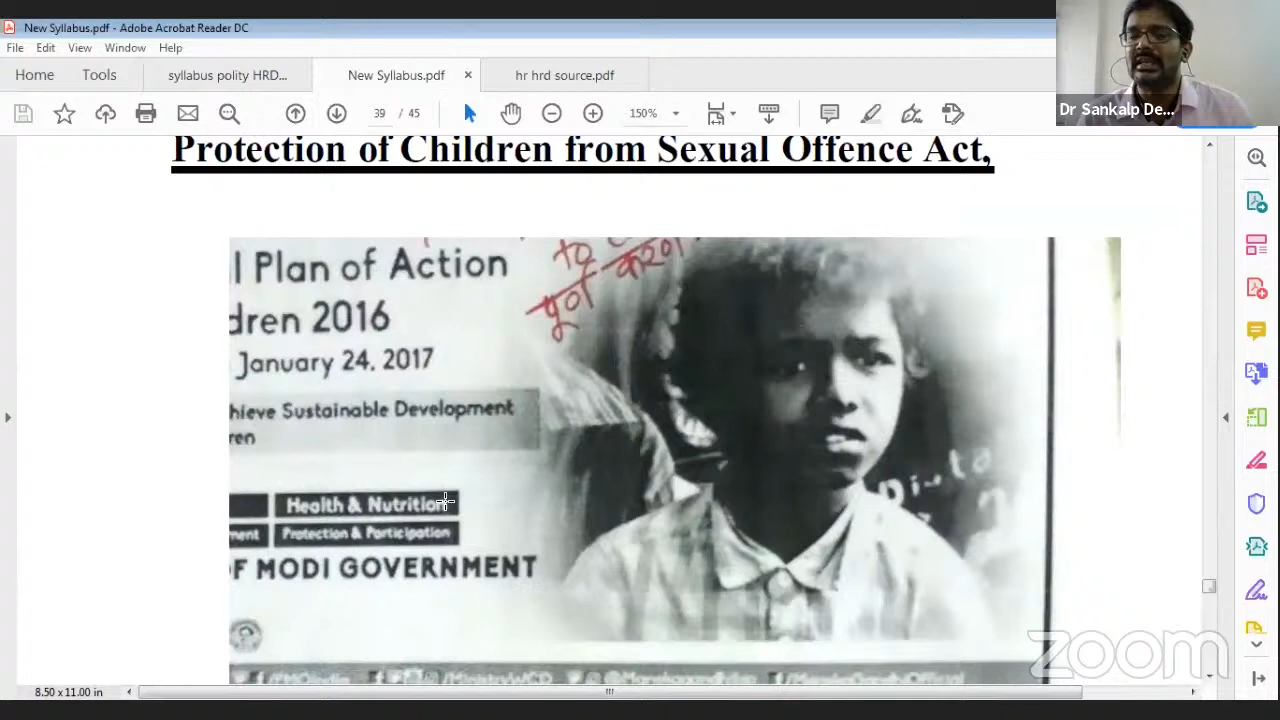 New Syllabus.pdf - Adobe Acrobat Reader DC
File Edit View Window Help
Home Tools syllabus polity HRD... New Syllabus.pdf × hr hrd source.pdf
39 / 45 150%
Dr Sankalp De...
Protection of Children from Sexual Offence Act,
l Plan of Action
dren 2016
January 24, 2017
to
hieve Sustainable Development
ren
Health & Nutrition
ment Protection & Participation
F MODI GOVERNMENT
/MinistryWCD
zoom
8.50 x 11.00 in